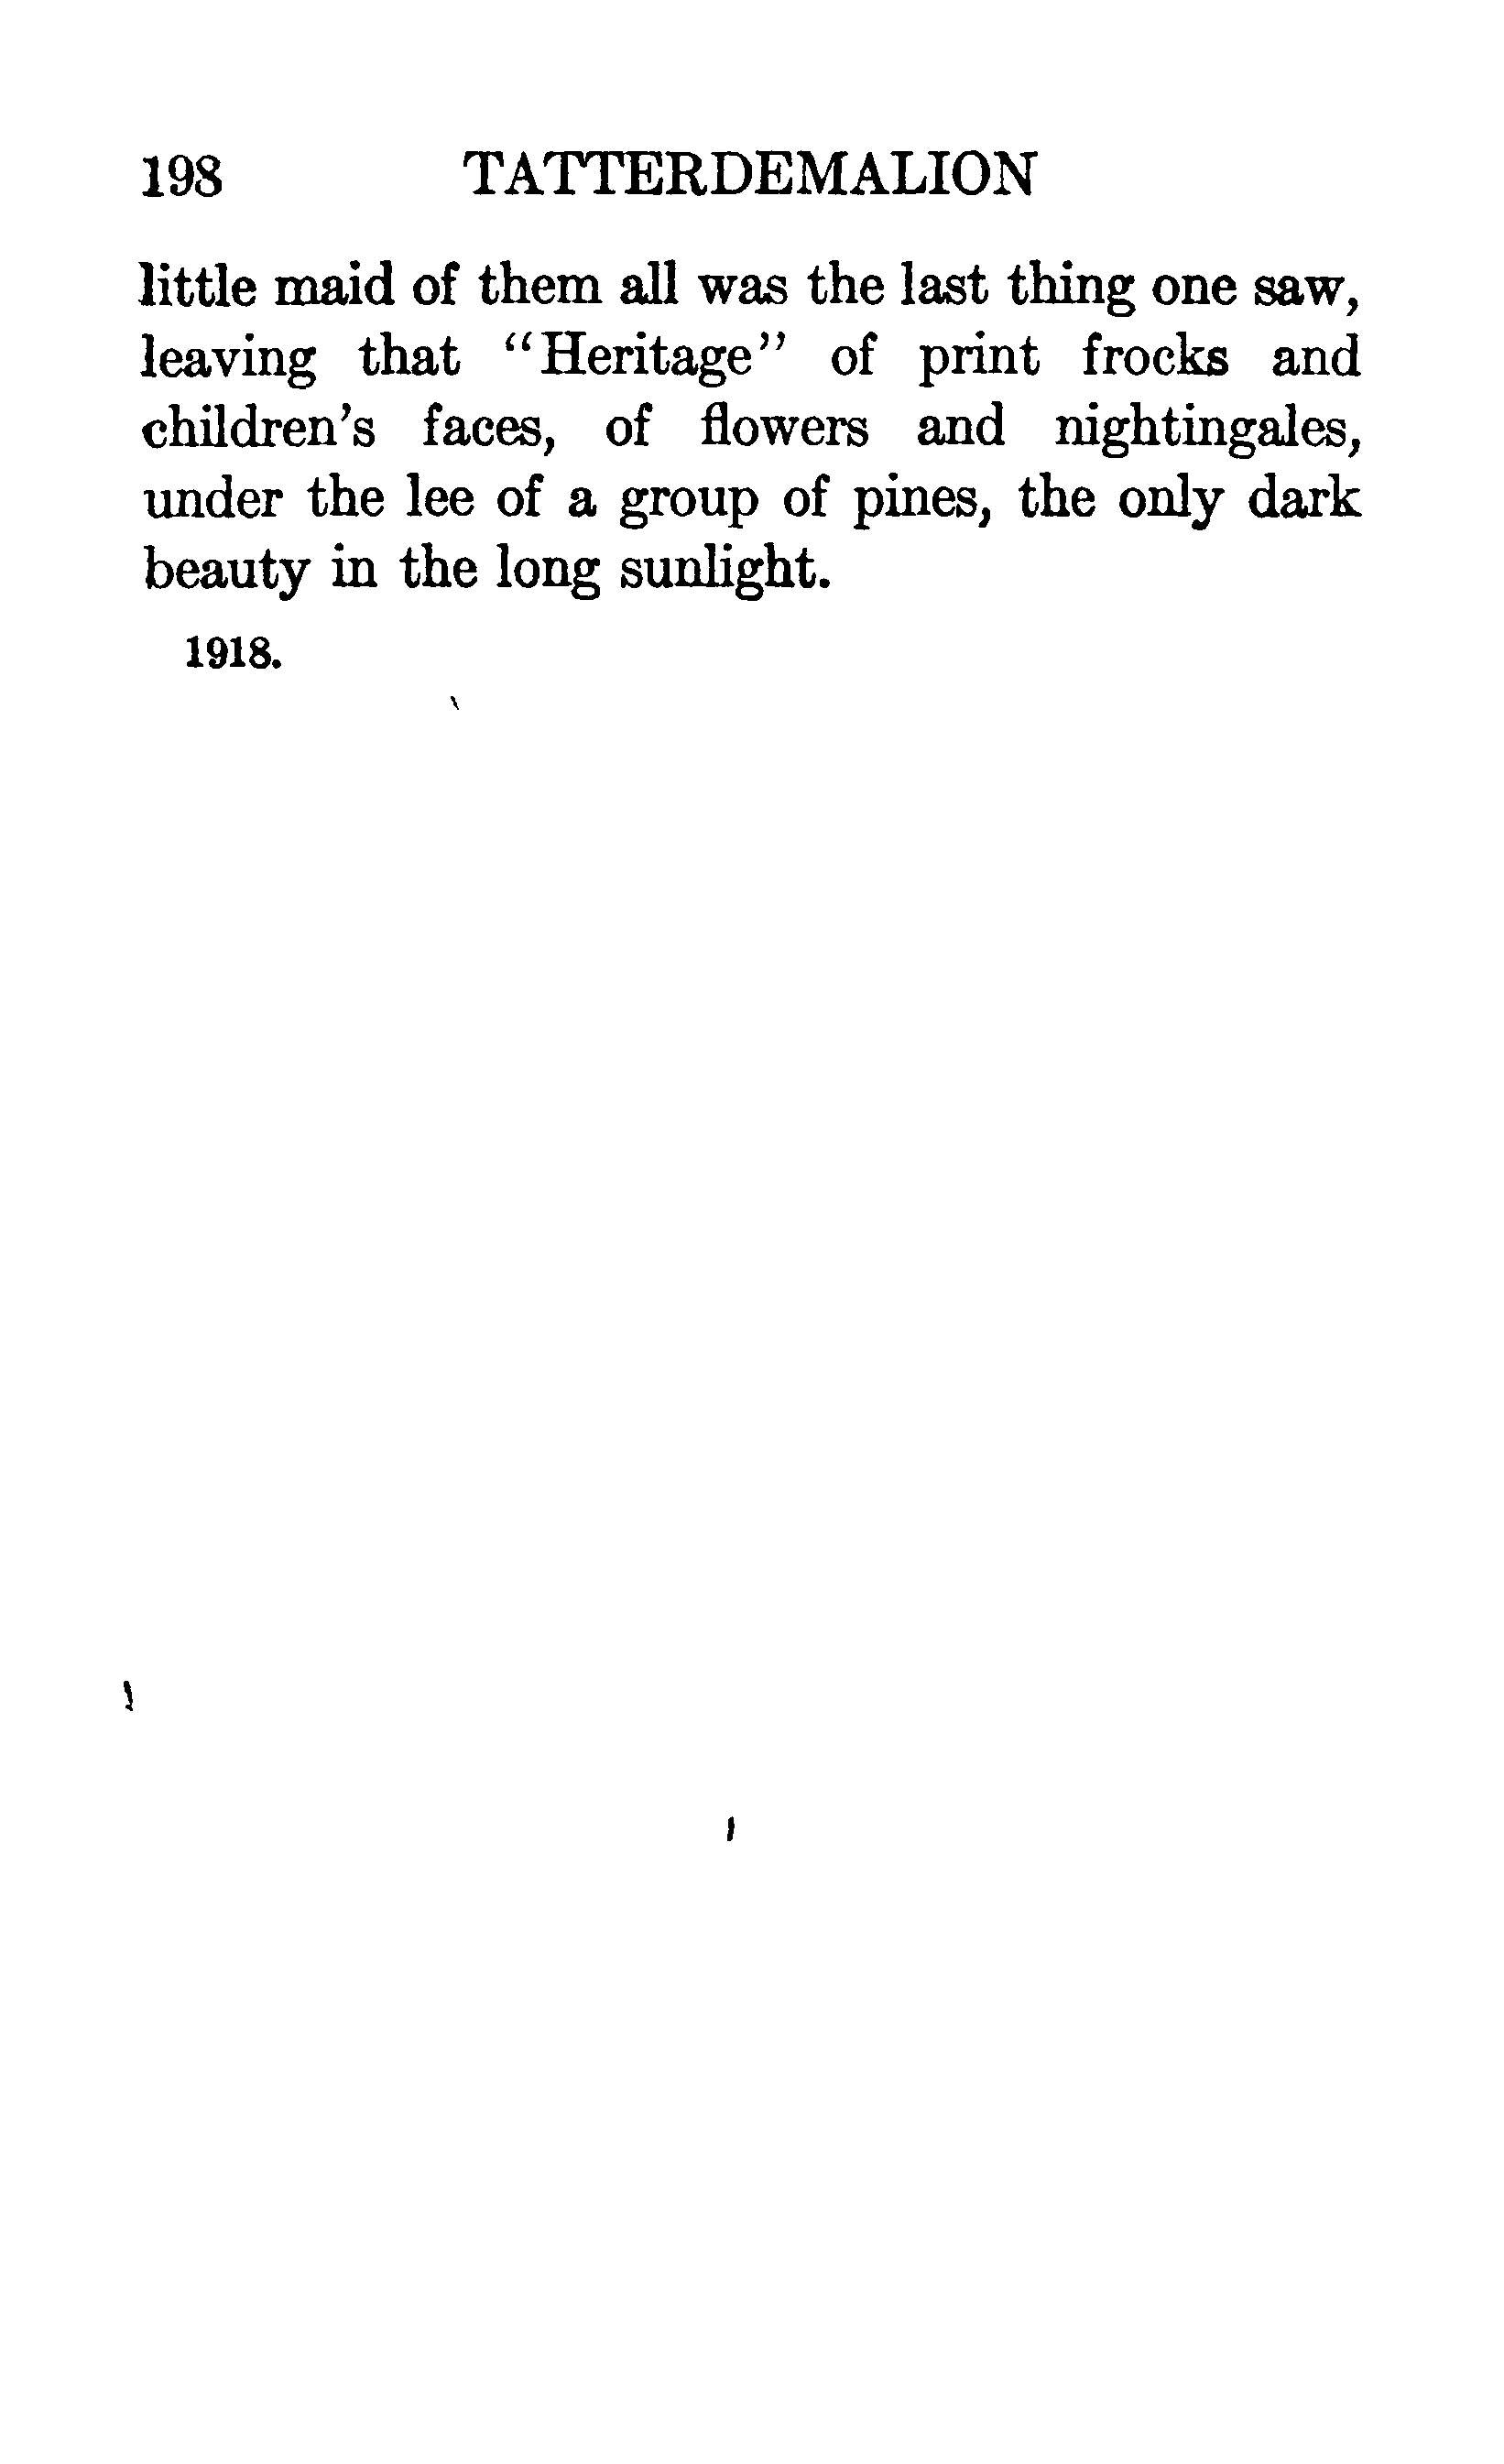 198 TATTERDEMALION
little maid of them all was the last thing one saw,
leaving that "Heritage" of print frocks and
children's faces, of flowers and nightingales,
under the lee of a group of pines, the only dark
beauty in the long sunlight.
1918.